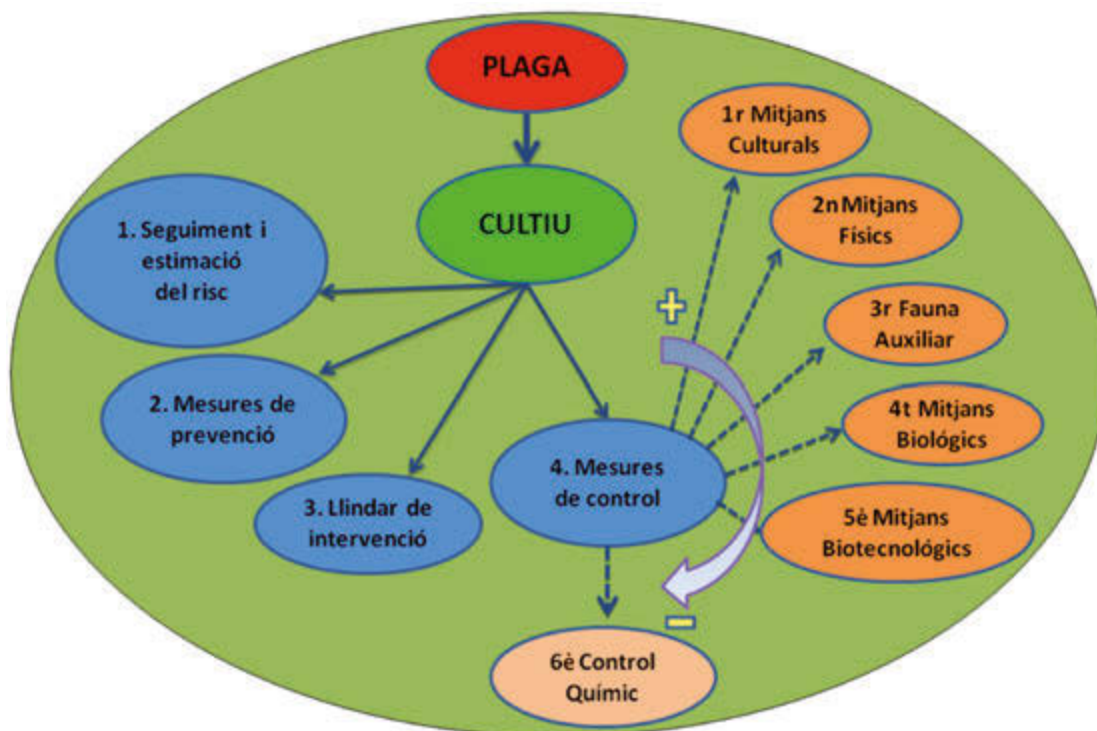 PLAGA
CULTIU
1. Seguiment i
estimació
del risc
2. Mesures de
prevenció
3. Llindar de
intervenció
4. Mesures
de control
1r Mitjans
Culturals
2n Mitjans
Físics
3r Fauna
Auxiliar
4t Mitjans
Biológics
5è Mitjans
Biotecnológics
6è Control
Químic
+
−